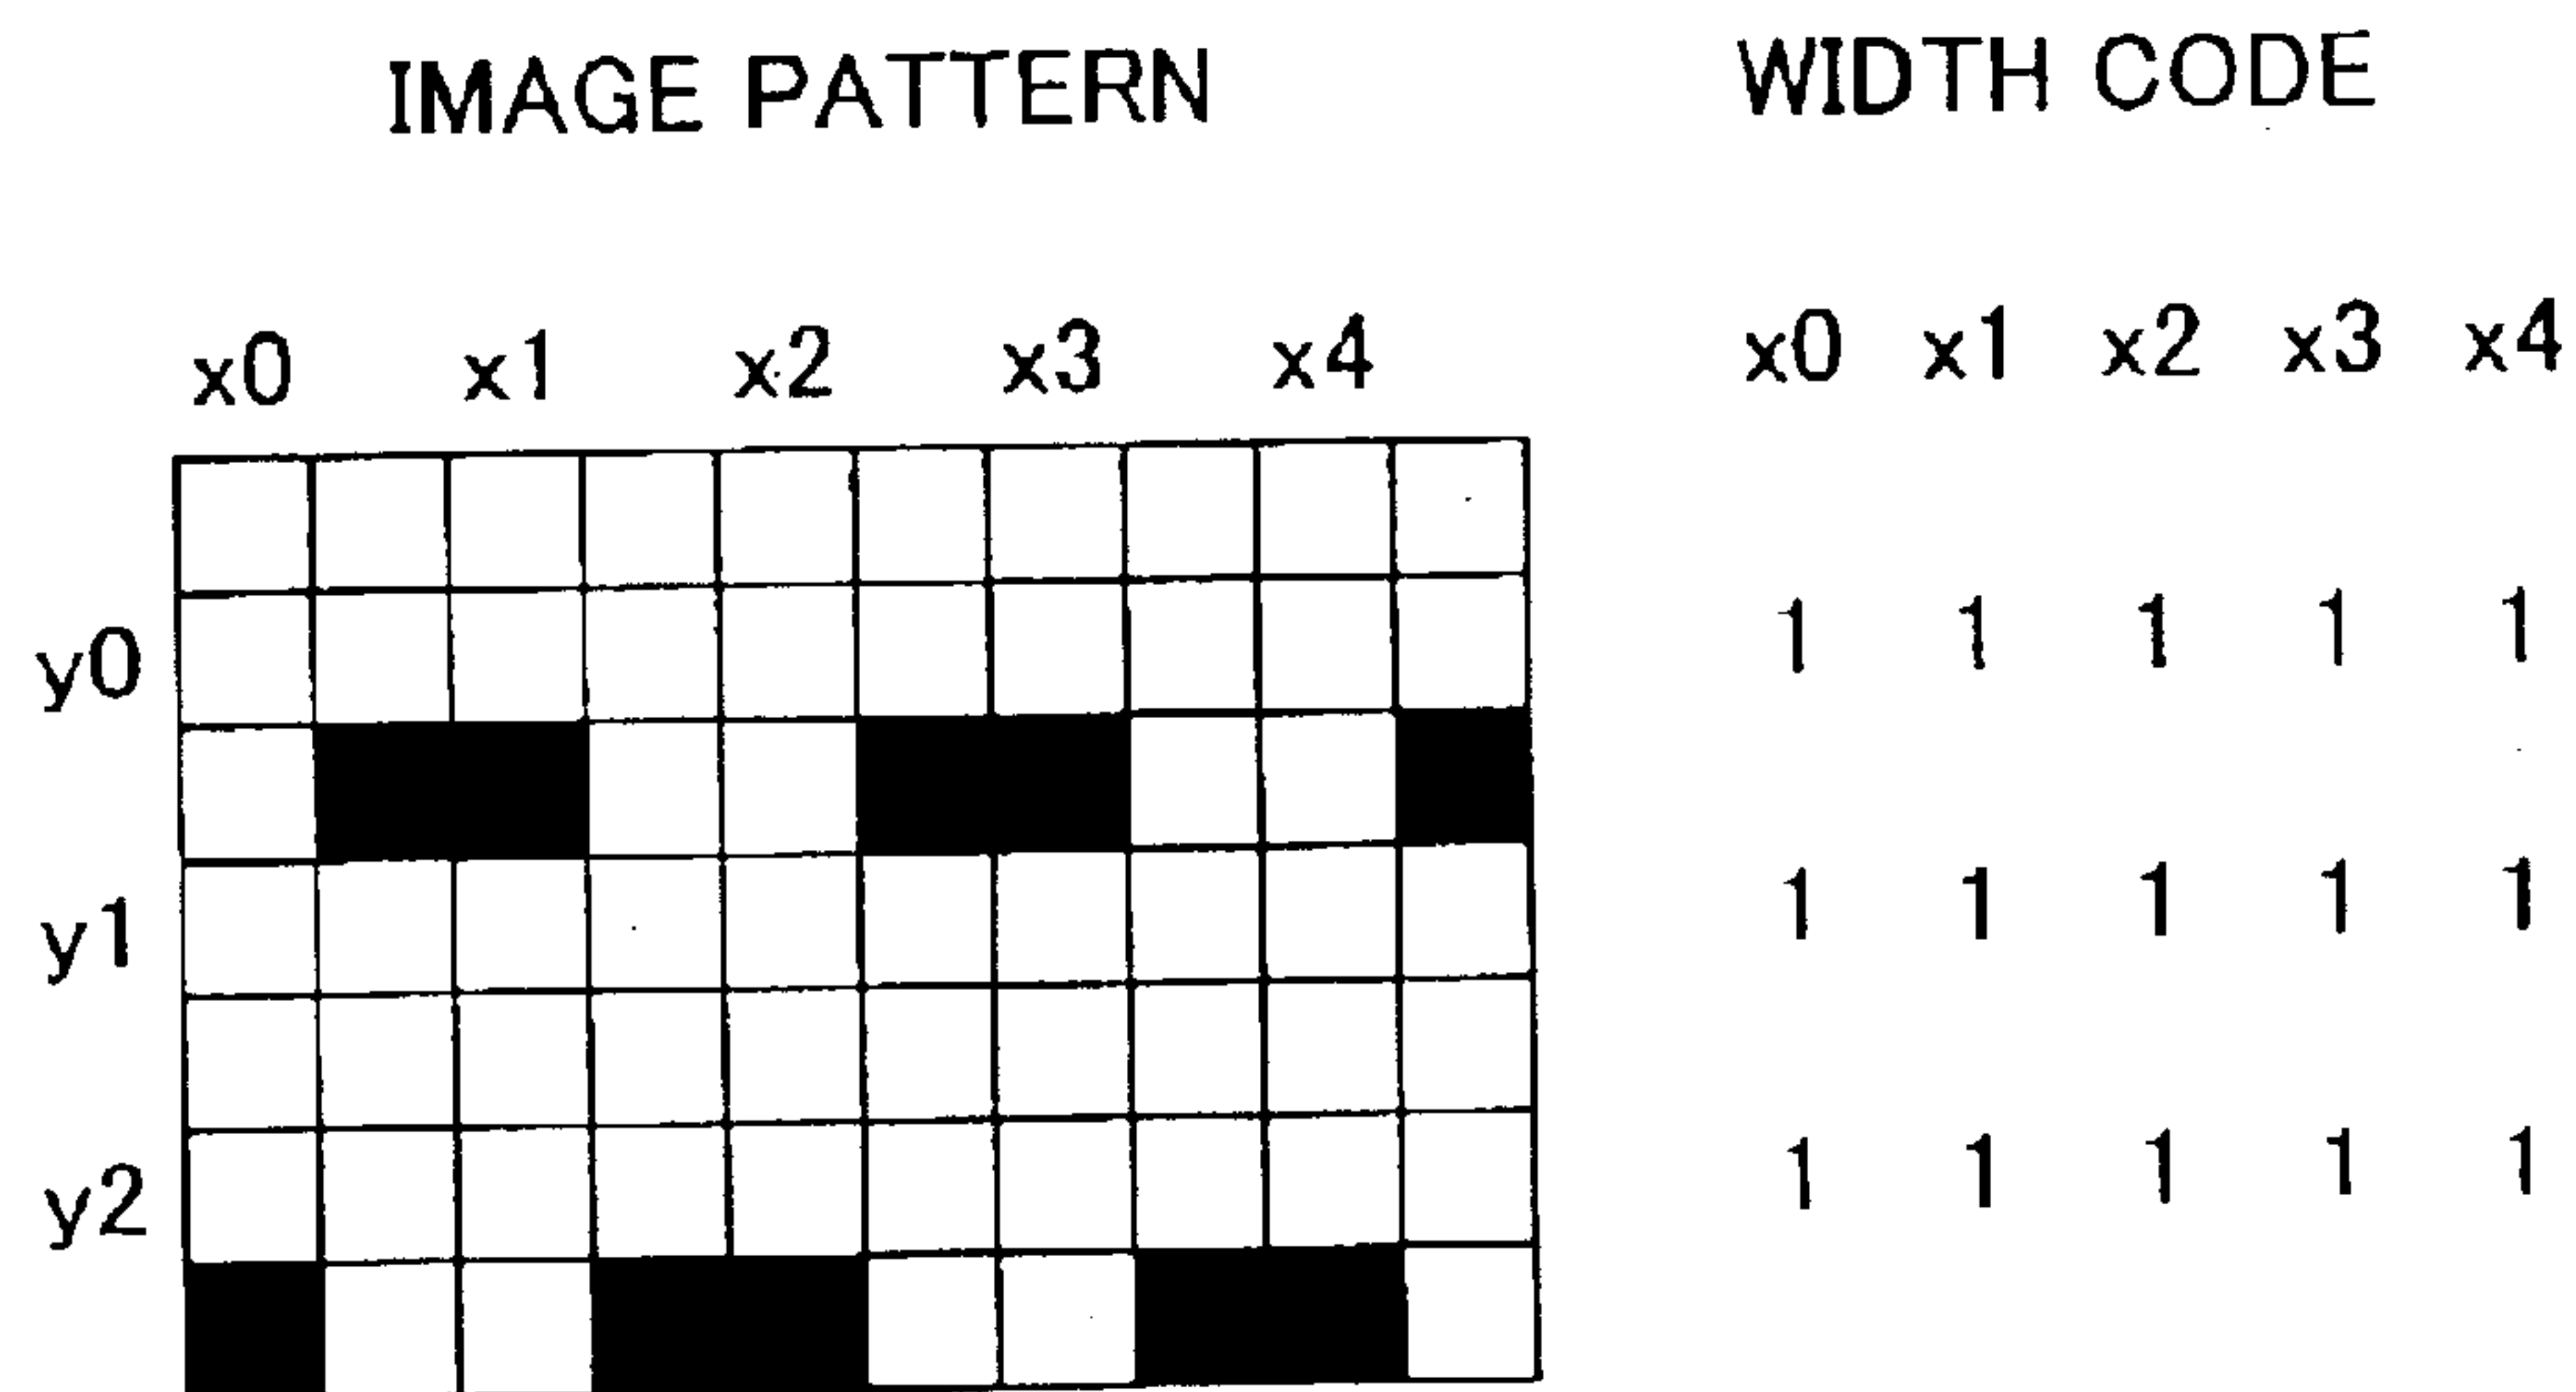 IMAGE PATTERN WIDTH CODE
x0 x1 x2 x3 x4 x0 x1 x2 x3 x4
y0 1 1 1 1 1
y1 1 1 1 1 1
y2 1 1 1 1 1